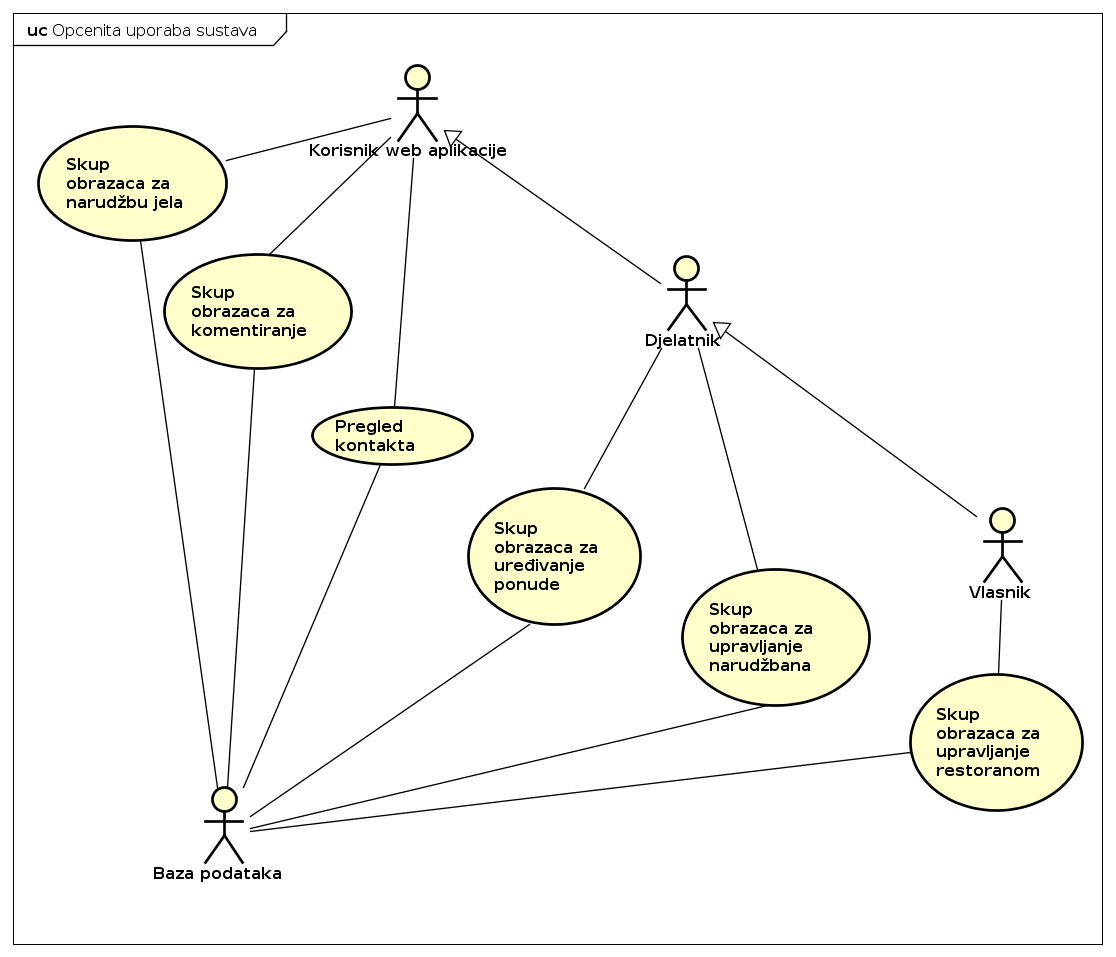 uc Opcenita uporaba sustava
Korisnik web aplikacije
Skup
obrazaca za
narudžbu jela
Skup
obrazaca za
komentiranje
Djelatnik
Pregled
kontakta
Skup
obrazaca za
uređivanje
ponude
Skup
obrazaca za
upravljanje
narudžbana
Vlasnik
Skup
obrazaca za
upravljanje
restoranom
Baza podataka